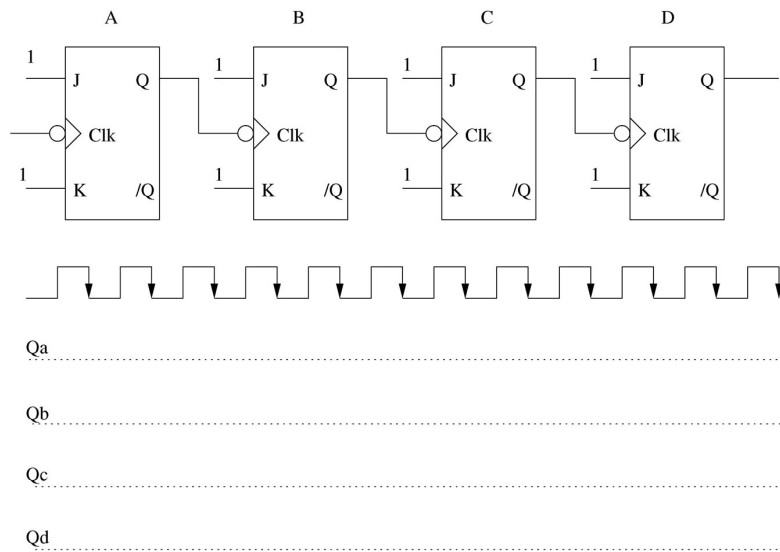 A B C D
1 1 1 1
J Q J Q J Q J Q
Clk Clk Clk Clk
1 1 1 1
K /Q K /Q K /Q K /Q
Qa
Qb
Qc
Qd